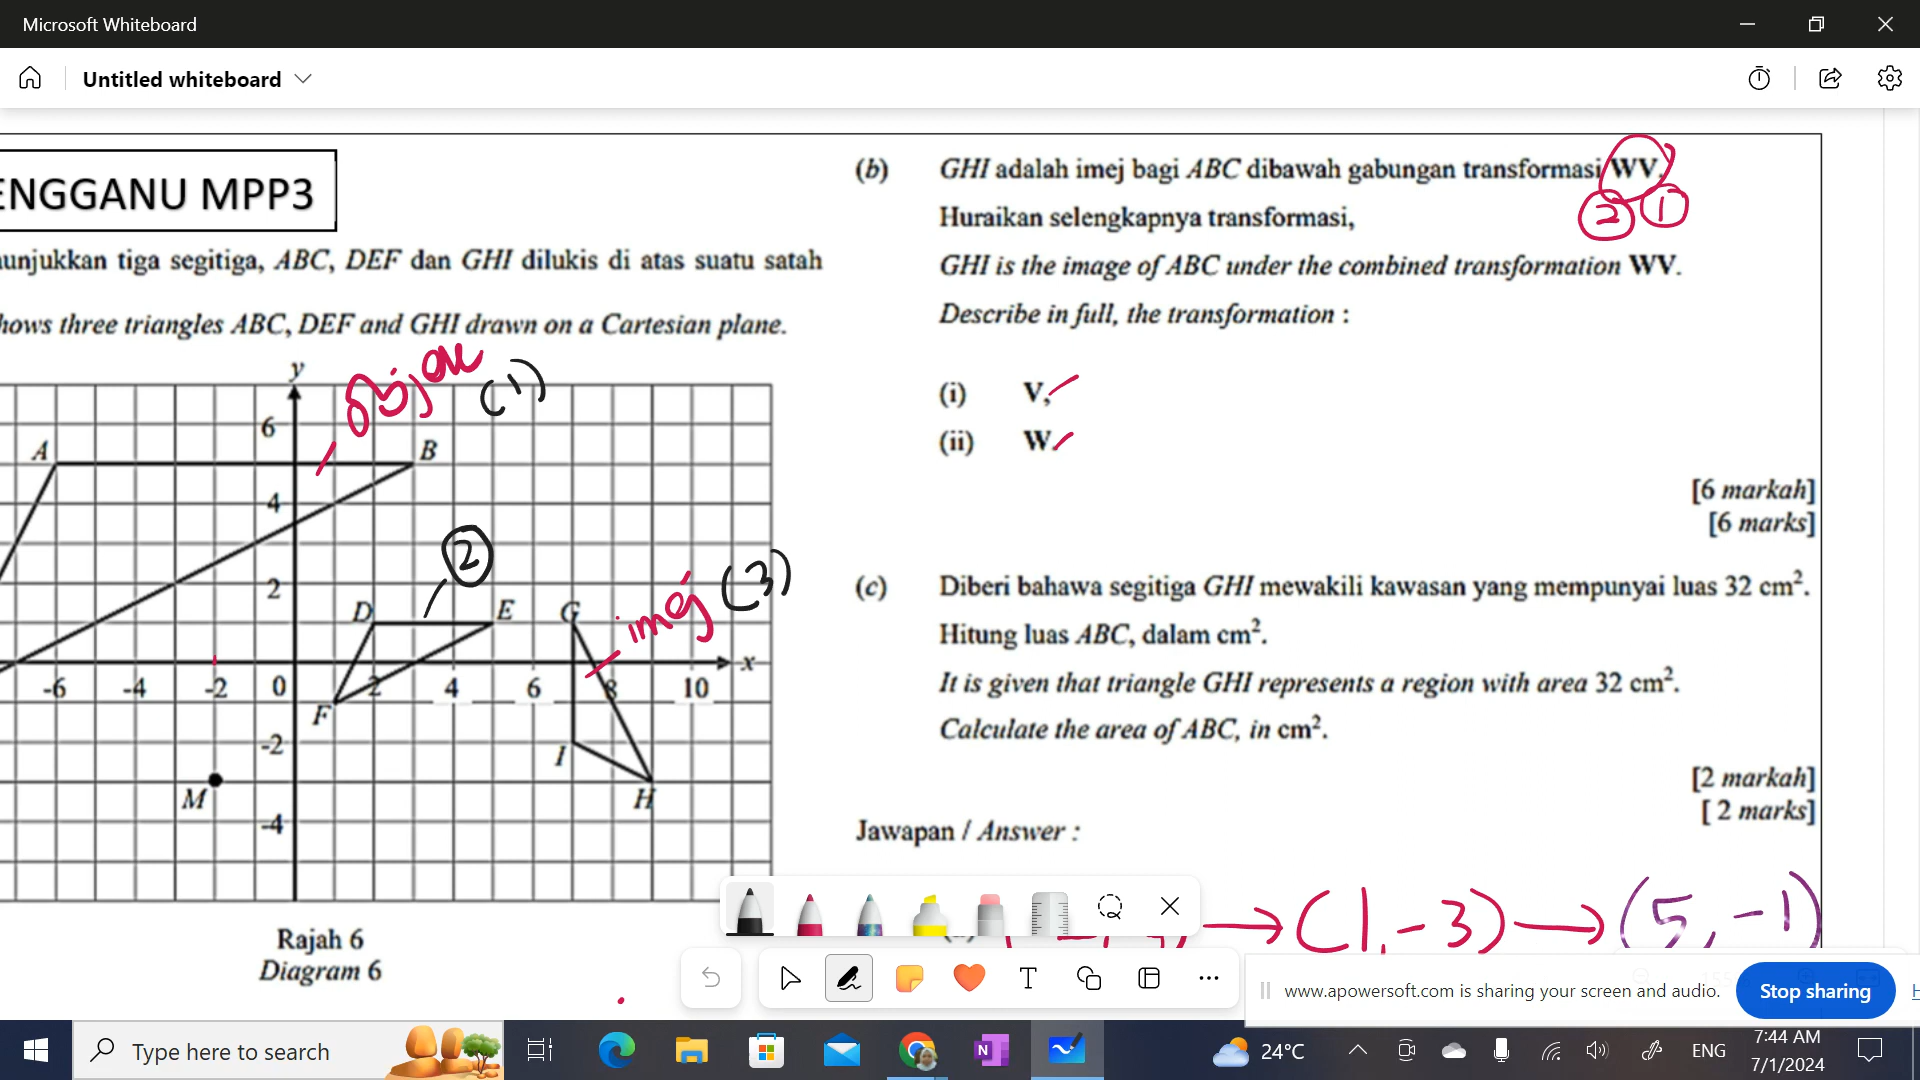 Microsoft Whiteboard
Untitled whiteboard
ENGGANU MPP3
unjukkan tiga segitiga, ABC, DEF dan GHI dilukis di atas suatu satah
hows three triangles ABC, DEF and GHI drawn on a Cartesian plane.
y
objek
(1)
6
A
B
4
2
2
D
E
G
imej
(3)
x
-6
-4
-2
0
2
4
6
8
10
F
-2
I
M
H
-4
Rajah 6
Diagram 6
(b) GHI adalah imej bagi ABC dibawah gabungan transformasi WV.
2 1
Huraikan selengkapnya transformasi,
GHI is the image of ABC under the combined transformation WV.
Describe in full, the transformation :
(i) V,
(ii) W
[6 markah]
[6 marks]
(c) Diberi bahawa segitiga GHI mewakili kawasan yang mempunyai luas 32 cm².
Hitung luas ABC, dalam cm².
It is given that triangle GHI represents a region with area 32 cm².
Calculate the area of ABC, in cm².
[2 markah]
[ 2 marks]
Jawapan / Answer :
→ (1,-3) → (5,-1)
T
www.apowersoft.com is sharing your screen and audio.
Stop sharing
Type here to search
N
24°C
ENG
7:44 AM
7/1/2024